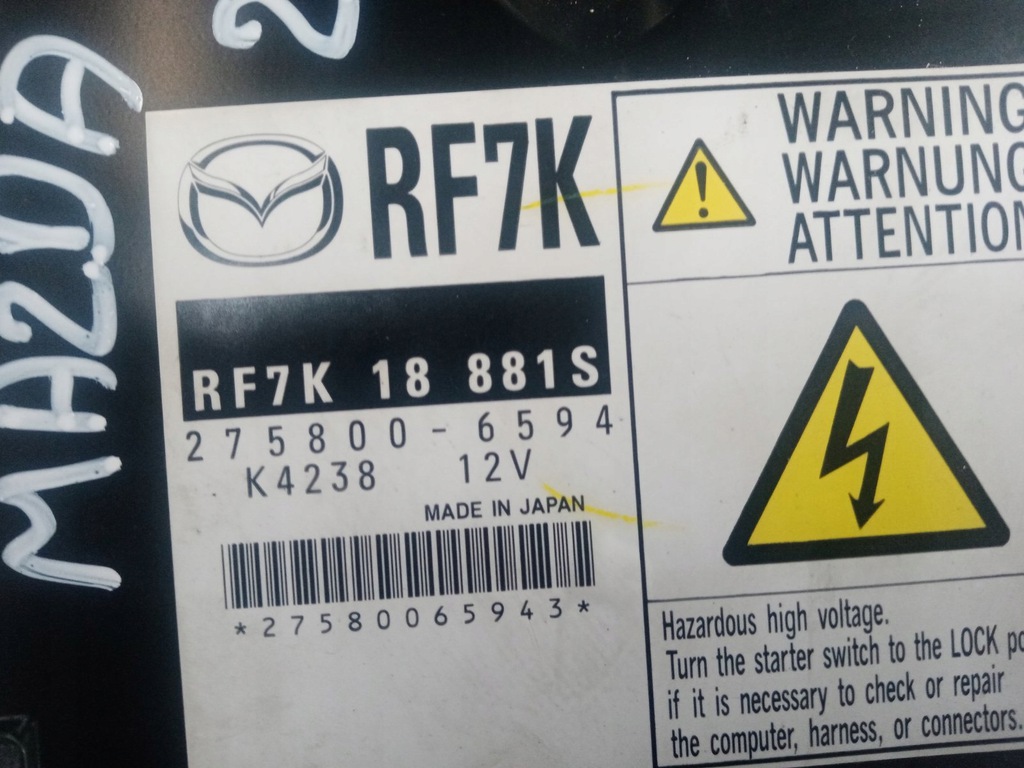 MAZDA 2
RF7K
RF7K 18 881S
275800-6594
K4238 12V
MADE IN JAPAN
*27580065943*
WARNING
WARNUNG
ATTENTION
Hazardous high voltage.
Turn the starter switch to the LOCK
if it is necessary to check or repair
the computer, harness, or connectors.